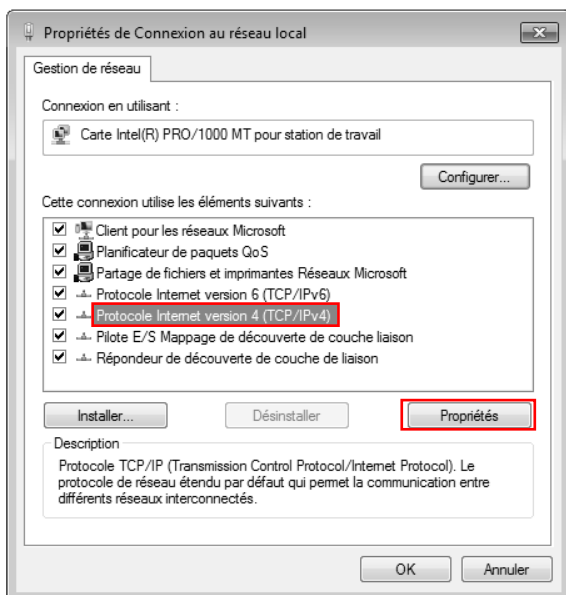 Propriétés de Connexion au réseau local
Gestion de réseau
Connexion en utilisant :
Carte Intel(R) PRO/1000 MT pour station de travail
Configurer...
Cette connexion utilise les éléments suivants :
Client pour les réseaux Microsoft
Planificateur de paquets QoS
Partage de fichiers et imprimantes Réseaux Microsoft
Protocole Internet version 6 (TCP/IPv6)
Protocole Internet version 4 (TCP/IPv4)
Pilote E/S Mappage de découverte de couche liaison
Répondeur de découverte de couche de liaison
Installer... Désinstaller Propriétés
Description
Protocole TCP/IP (Transmission Control Protocol/Internet Protocol). Le
protocole de réseau étendu par défaut qui permet la communication entre
différents réseaux interconnectés.
OK Annuler